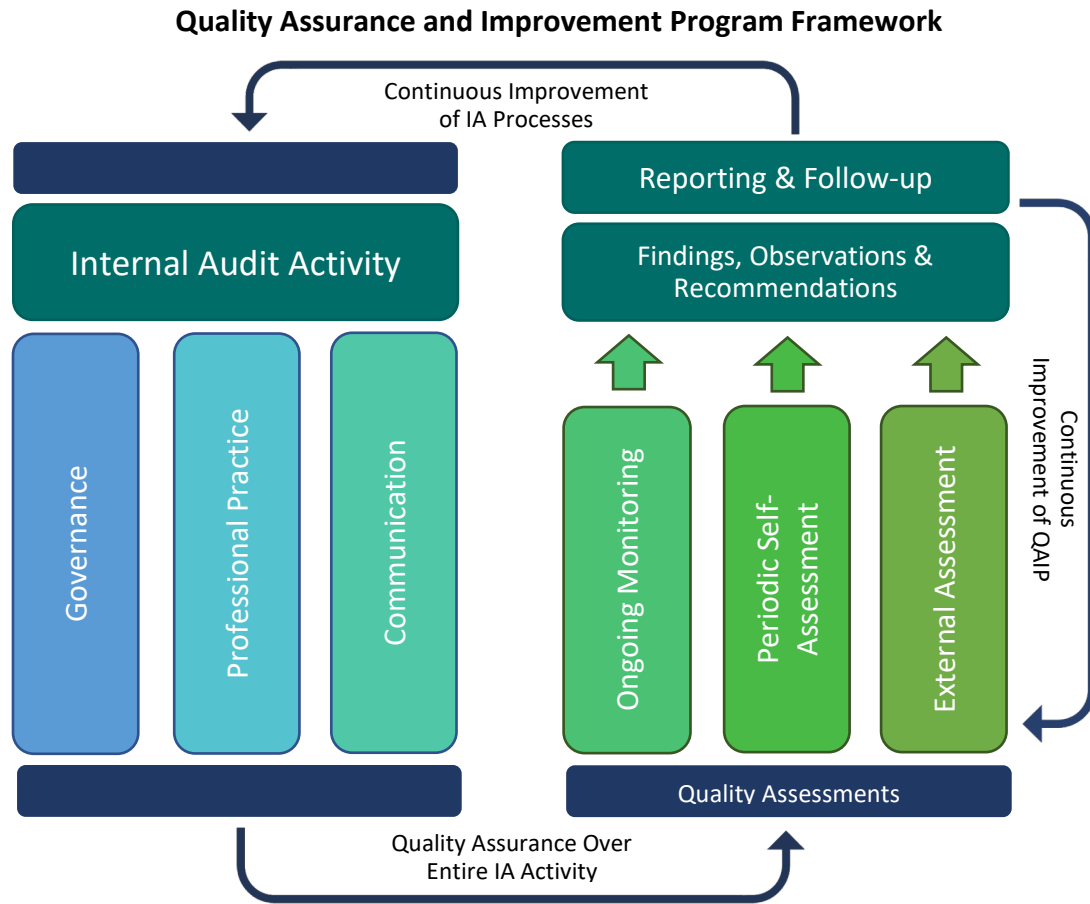 Quality Assurance and Improvement Program Framework
Continuous Improvement
of IA Processes
Internal Audit Activity
Governance
Professional Practice
Communication
Reporting & Follow-up
Findings, Observations &
Recommendations
Ongoing Monitoring
Periodic Self-
Assessment
External Assessment
Continuous
Improvement of QAIP
Quality Assessments
Quality Assurance Over
Entire IA Activity